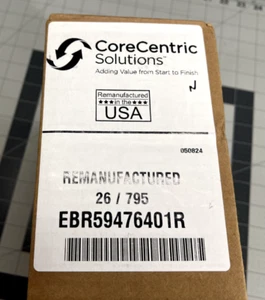 CoreCentric
Solutions
Adding Value from Start to Finish
N
Remanufactured
in the
USA
050824
REMANUFACTURED
26 / 795
EBR59476401R